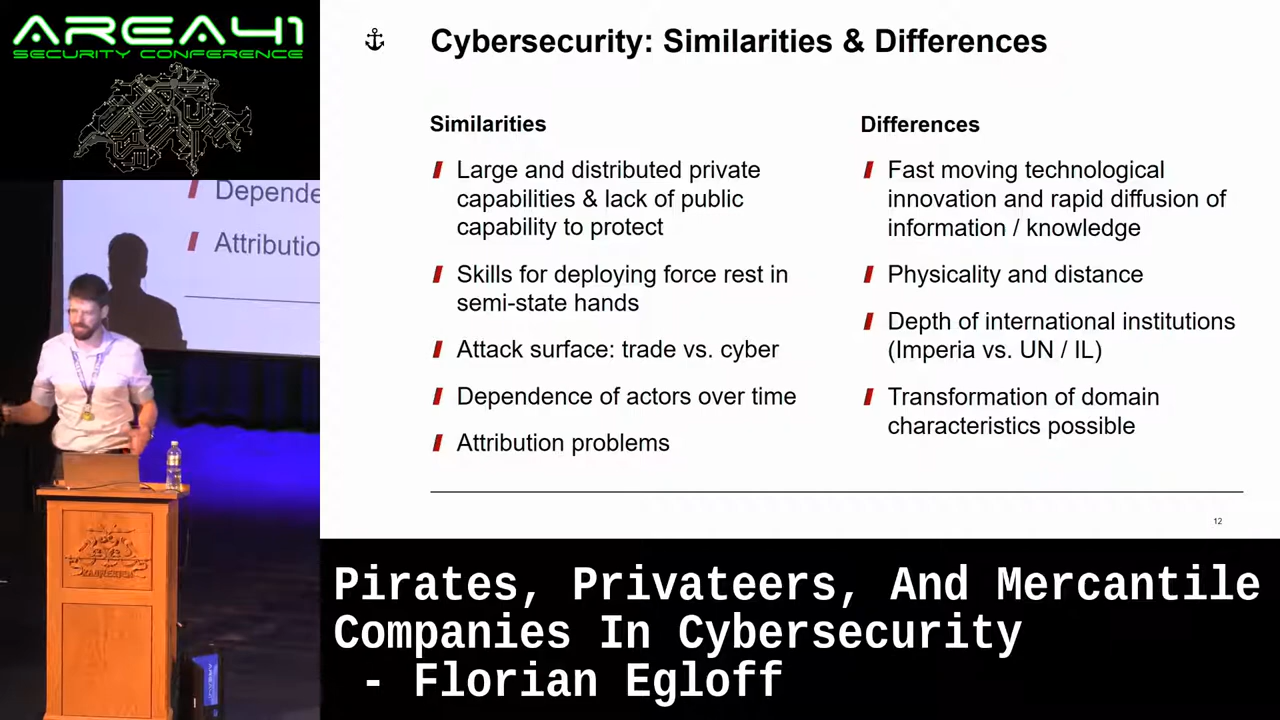 AREA41
SECURITY CONFERENCE
Depende
Attributio
Cybersecurity: Similarities & Differences
Similarities
Large and distributed private
capabilities & lack of public
capability to protect
Skills for deploying force rest in
semi-state hands
Attack surface: trade vs. cyber
Dependence of actors over time
Attribution problems
Differences
Fast moving technological
innovation and rapid diffusion of
information / knowledge
Physicality and distance
Depth of international institutions
(Imperia vs. UN / IL)
Transformation of domain
characteristics possible
12
Pirates, Privateers, And Mercantile
Companies In Cybersecurity
- Florian Egloff